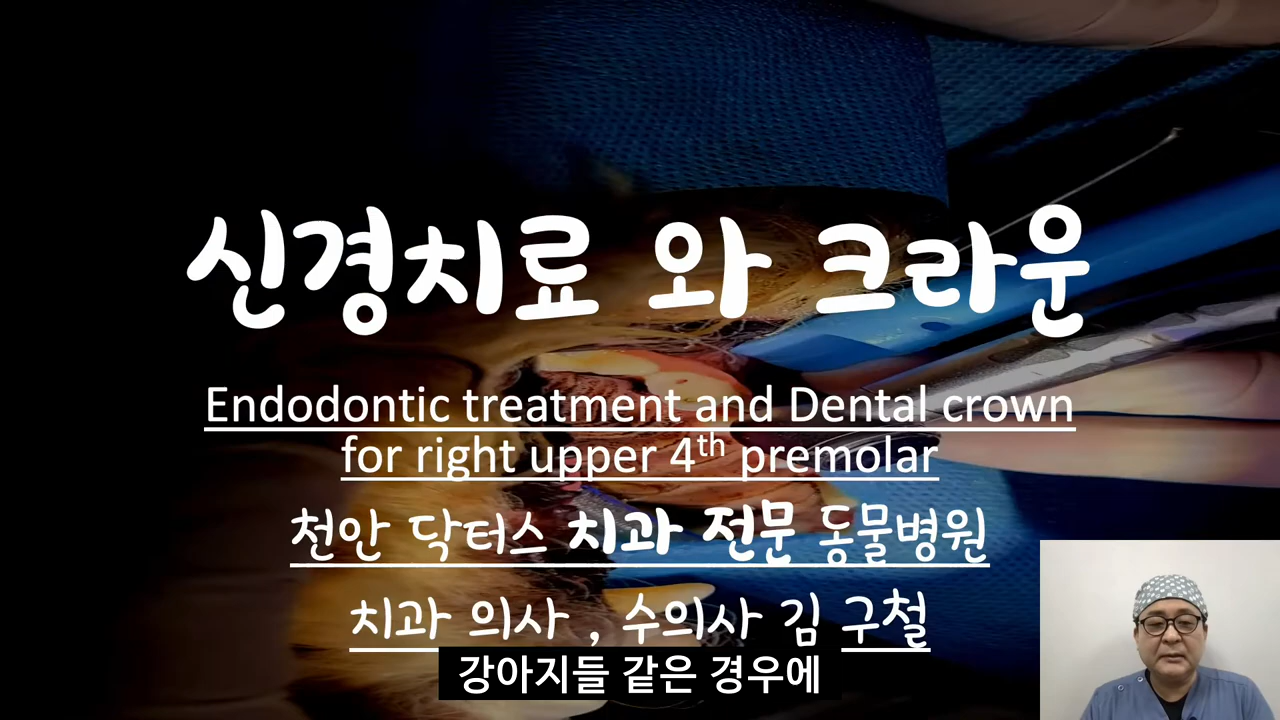 신경치료 와 크라운
Endodontic treatment and Dental crown
for right upper 4th premolar
천안 닥터스 치과 전문 동물병원
치과 의사 , 수의사 김 구철
강아지들 같은 경우에